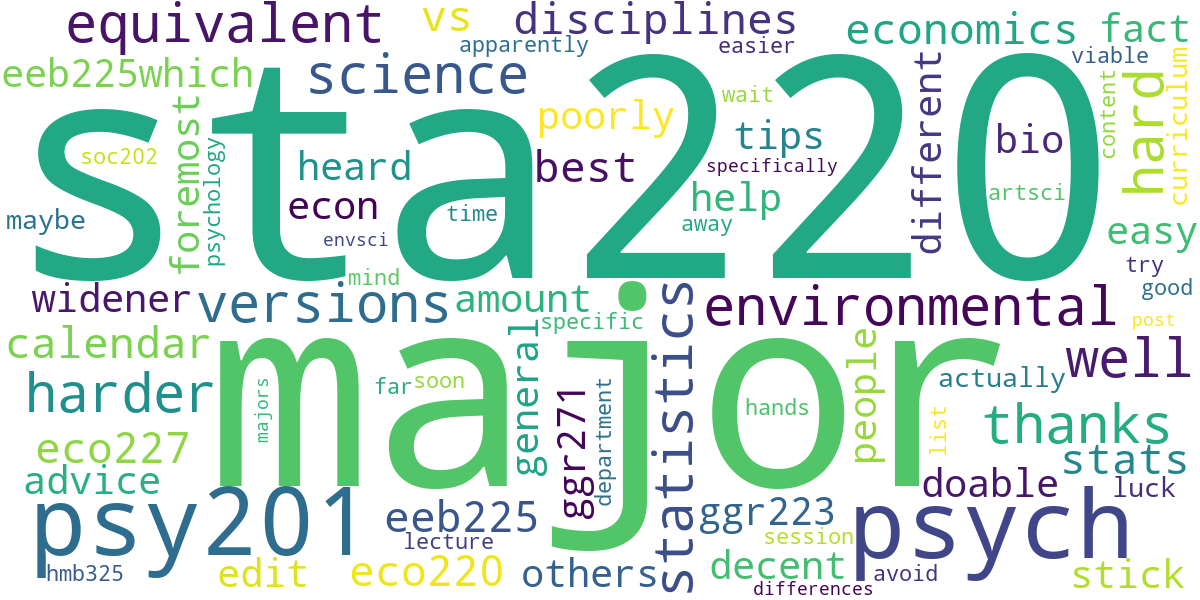 equivalent
vs
disciplines
economics
fact
apparently
easier
viable
eeb225which
science
different
hard
content
curriculum
sta220
poorly
wait
tips
bio
soc202
foremost
psychology
heard
best
specifically
help
artsci
maybe
econ
time
away
easy
envsci
mind
try
good
widener
versions
amount
statistics
environmental
post
specific
calendar
general
major
people
well
harder
majors
far
soon
ggr271
department
hands
actually
list
thanks
eco227
stats
advice
doable
luck
psy201
eeb225
ggr223
psych
lecture
session
hmb325
edit
eco220
others
decent
avoid
stick
differences